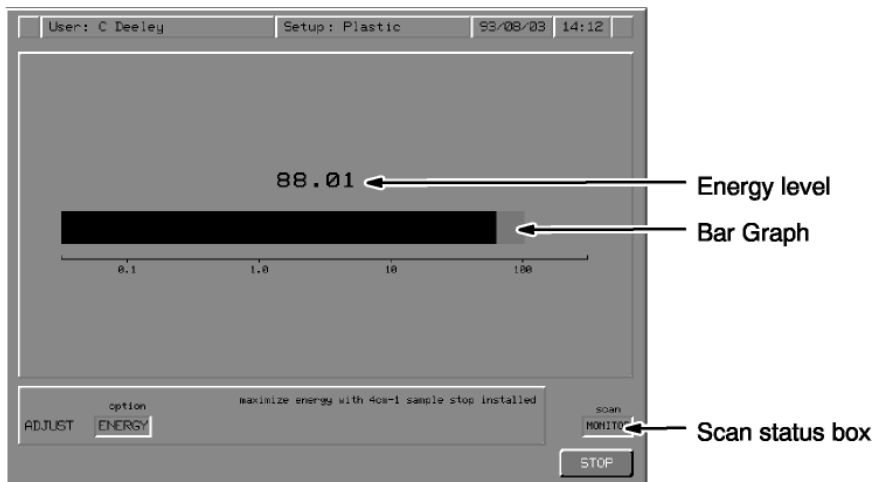 User: C Deeley Setup: Plastic 93/08/03 14:12
88.01
Energy level
Bar Graph
0.1 1.0 10 100
option
maximize energy with 4cm-1 sample stop installed
scan
ADJUST ENERGY
MONITOR
Scan status box
STOP